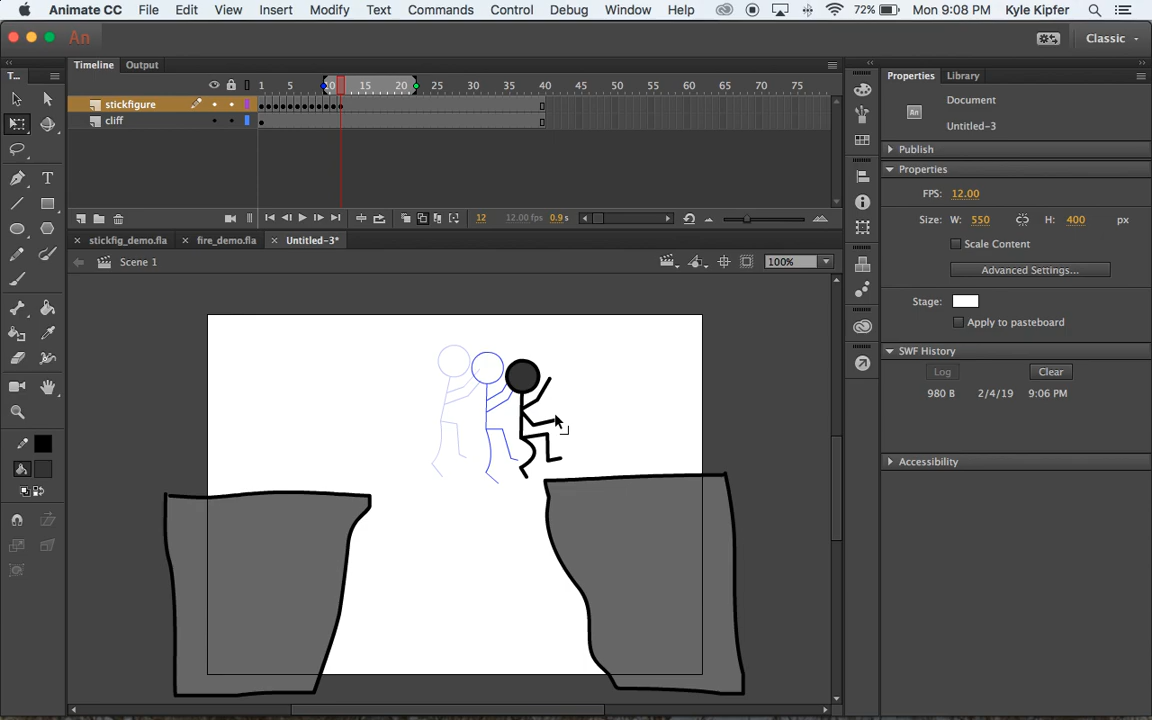 Animate CC File Edit View Insert Modify Text Commands Control Debug Window Help 72% Mon 9:08 PM Kyle Kipfer
An Classic
T... Timeline Output Properties Library
1 5 10 15 20 25 30 35 40 45 50 55 60 65 70 75
stickfigure
cliff
Document
An Untitled-3
Publish
Properties
FPS: 12.00
Size: W: 550 H: 400 px
12 12.00 fps 0.9 s
stickfig_demo.fla fire_demo.fla Untitled-3*
Scene 1 100%
Scale Content
Advanced Settings...
Stage:
Apply to pasteboard
SWF History
Log Clear
980 B 2/4/19 9:06 PM
Accessibility